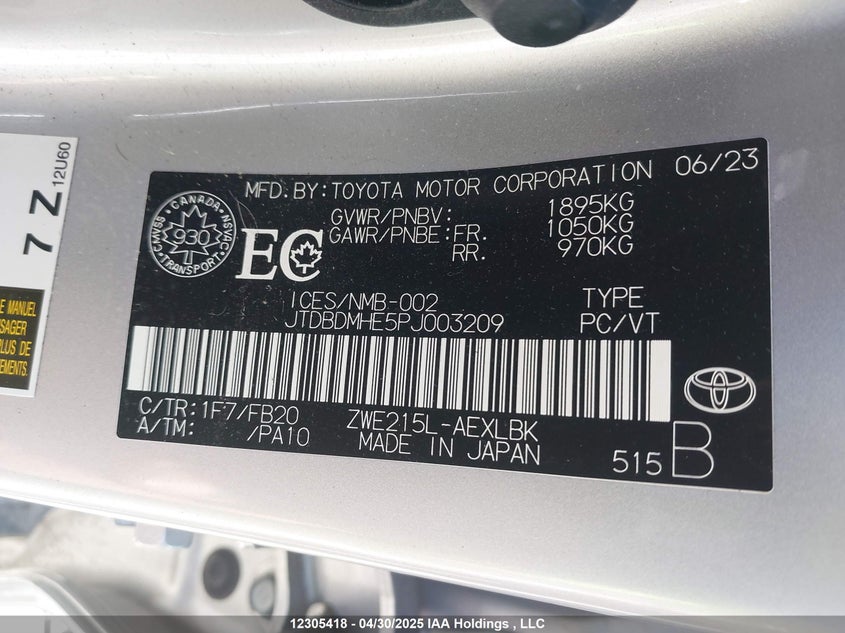 7 Z
12U60
E MANUEL
SAGER
PLUS DE
EMENTS.
MFD.BY:TOYOTA MOTOR CORPORATION 06/23
GVWR/PNBV: 1895KG
GAWR/PNBE:FR. 1050KG
RR. 970KG
CANADA
CMVSS
930
NSVAC
TRANSPORT
EC
ICES/NMB-002
TYPE
JTDBDMHE5PJ003209
PC/VT
C/TR:1F7/FB20
A/TM: /PA10
ZWE215L-AEXLBK
MADE IN JAPAN
515 B
12305418 - 04/30/2025 IAA Holdings , LLC